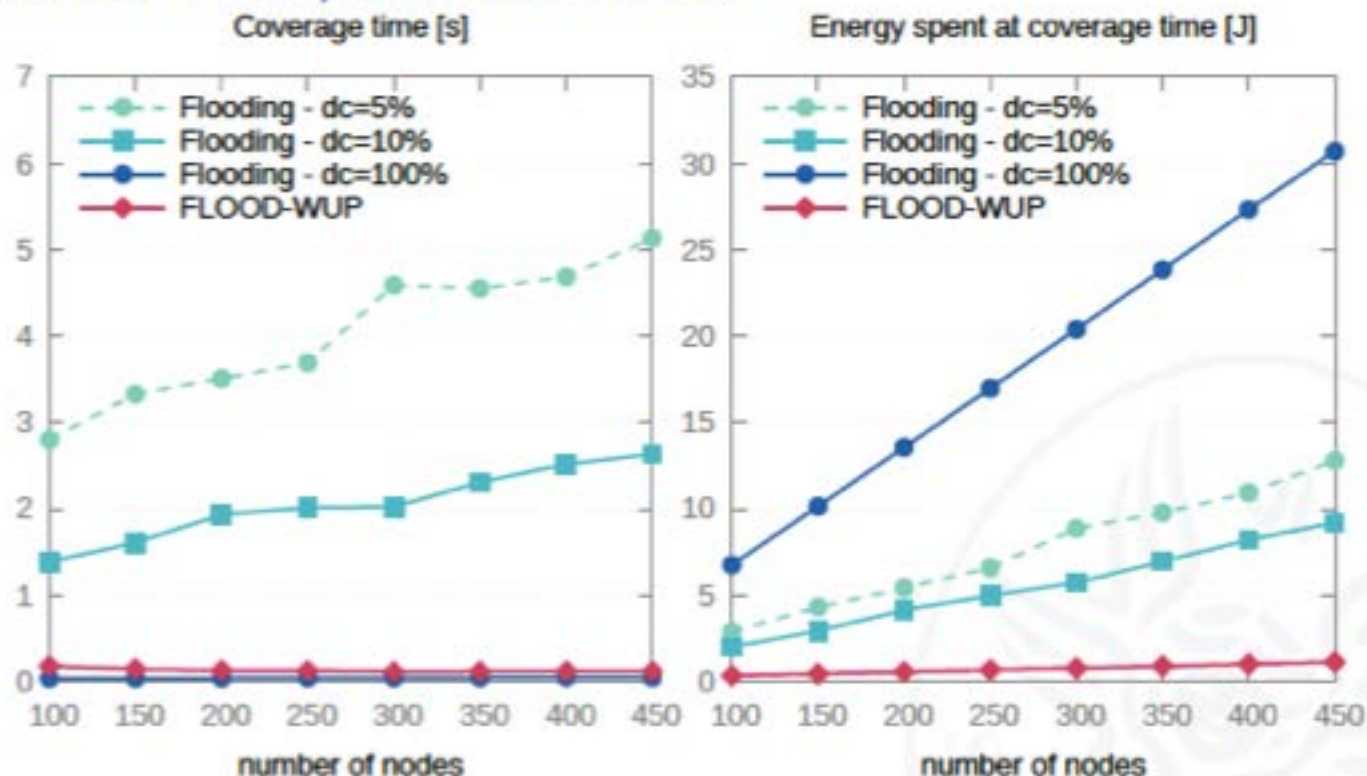 Coverage time [s]
7
6
5
4
3
2
1
0
Flooding - dc=5%
Flooding - dc=10%
Flooding - dc=100%
FLOOD-WUP
100 150 200 250 300 350 400 450
number of nodes
Energy spent at coverage time [J]
35
30
25
20
15
10
5
0
Flooding - dc=5%
Flooding - dc=10%
Flooding - dc=100%
FLOOD-WUP
100 150 200 250 300 350 400 450
number of nodes